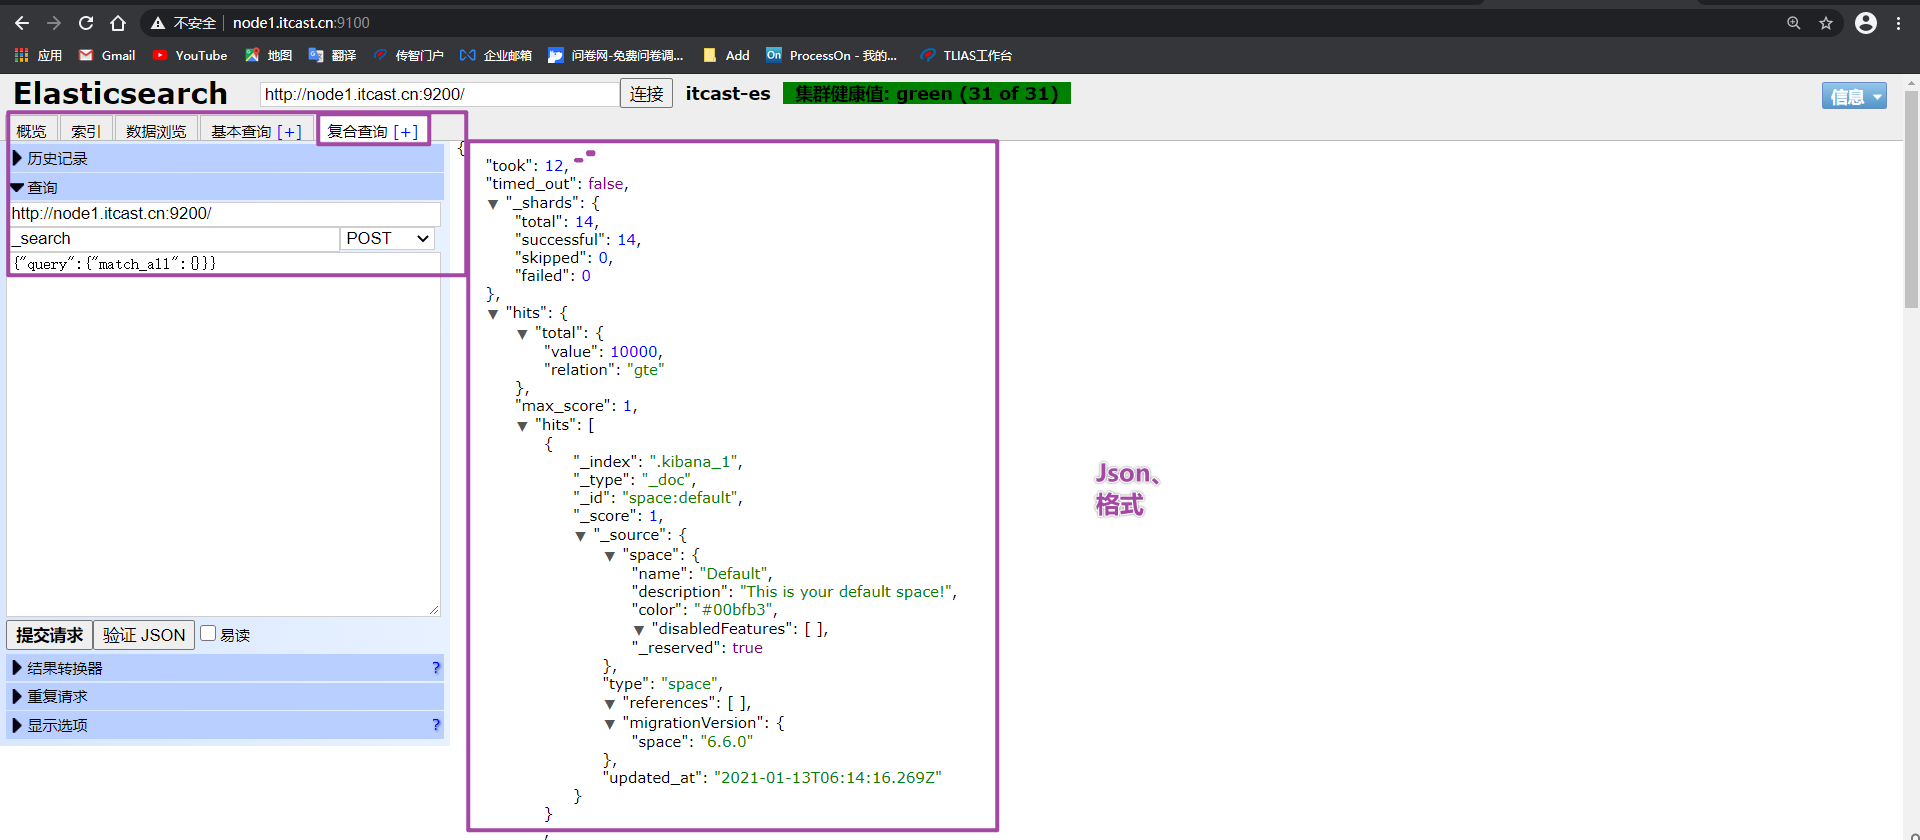 不安全 node1.itcast.cn:9100
应用 Gmail YouTube 地图 翻译 传智门户 企业邮箱 问卷网-免费问卷调... Add ProcessOn - 我的... TLIAS工作台
Elasticsearch http://node1.itcast.cn:9200/ 连接 itcast-es 集群健康值: green (31 of 31) 信息
概览 索引 数据浏览 基本查询 [+] 复合查询 [+]
历史记录
查询
http://node1.itcast.cn:9200/
_search POST
{"query":{"match_all":{}}}
提交请求 验证 JSON 易读
结果转换器 ?
重复请求
显示选项 ?
{
"took": 12,
"timed_out": false,
▼ "_shards": {
"total": 14,
"successful": 14,
"skipped": 0,
"failed": 0
},
▼ "hits": {
▼ "total": {
"value": 10000,
"relation": "gte"
},
"max_score": 1,
▼ "hits": [
{
"_index": ".kibana_1",
"_type": "_doc",
"_id": "space:default",
"_score": 1,
▼ "_source": {
▼ "space": {
"name": "Default",
"description": "This is your default space!",
"color": "#00bfb3",
▼ "disabledFeatures": [ ],
"_reserved": true
},
"type": "space",
▼ "references": [ ],
▼ "migrationVersion": {
"space": "6.6.0"
},
"updated_at": "2021-01-13T06:14:16.269Z"
}
}
Json、
格式